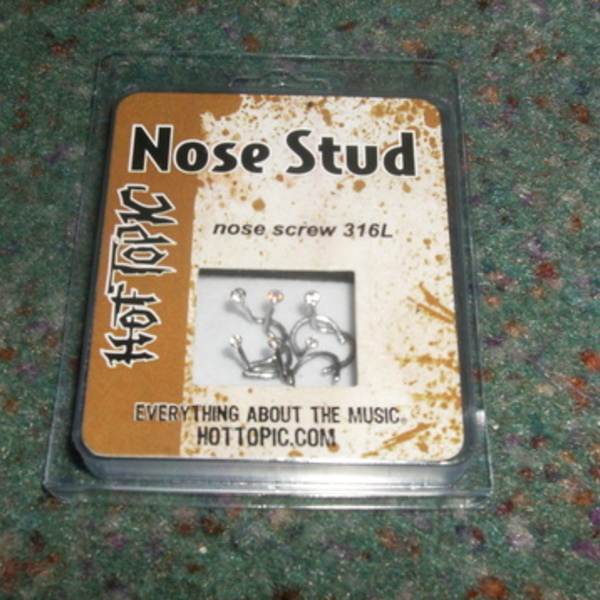 Nose Stud
HOT TOPIC
nose screw 316L
EVERYTHING ABOUT THE MUSIC®
HOTTOPIC.COM